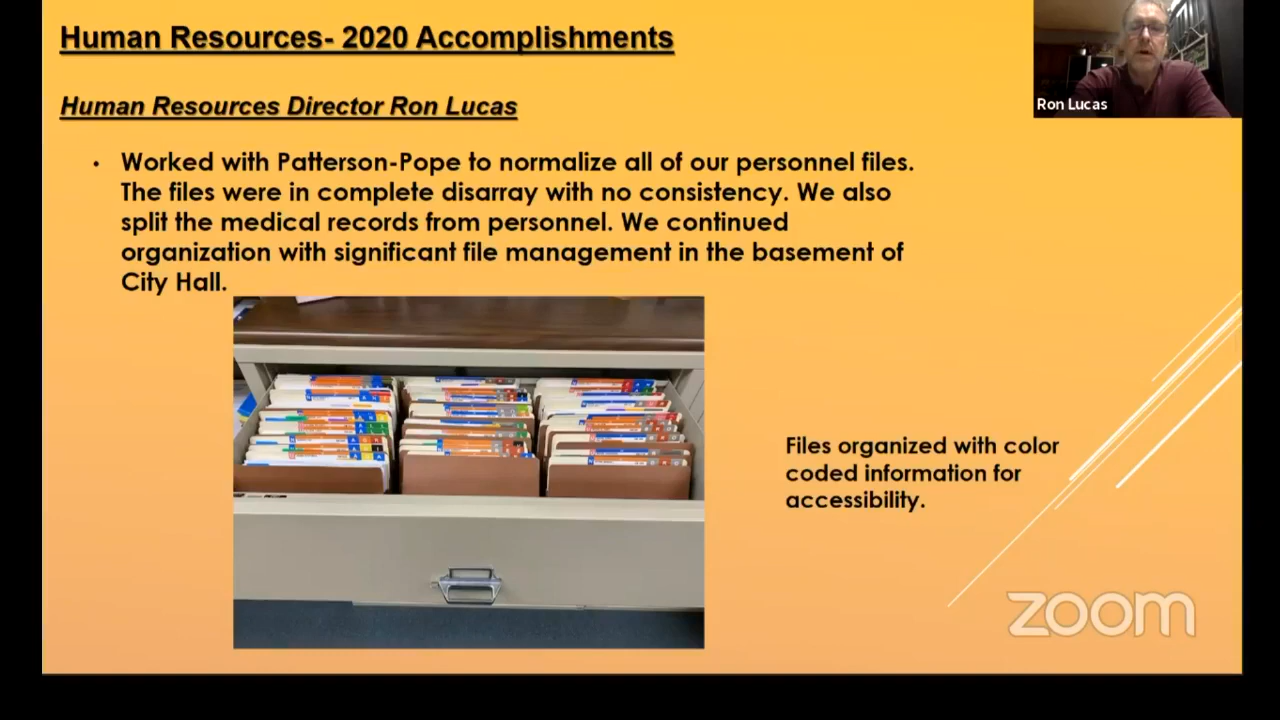 Human Resources- 2020 Accomplishments
Ron Lucas
Human Resources Director Ron Lucas
• Worked with Patterson-Pope to normalize all of our personnel files.
The files were in complete disarray with no consistency. We also
split the medical records from personnel. We continued
organization with significant file management in the basement of
City Hall.
Files organized with color
coded information for
accessibility.
zoom